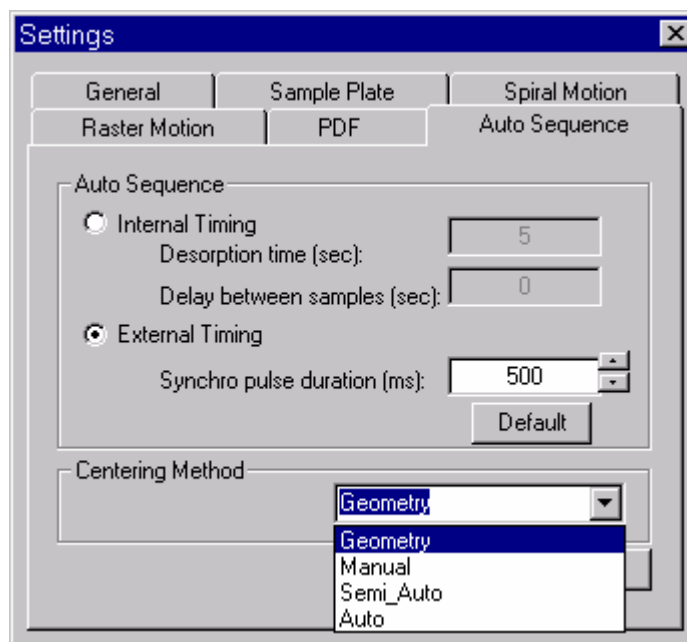 Settings
General
Sample Plate
Spiral Motion
Raster Motion
PDF
Auto Sequence
Auto Sequence
Internal Timing
Desorption time (sec):
5
Delay between samples (sec):
0
External Timing
Synchro pulse duration (ms):
500
Default
Centering Method
Geometry
Geometry
Manual
Semi_Auto
Auto